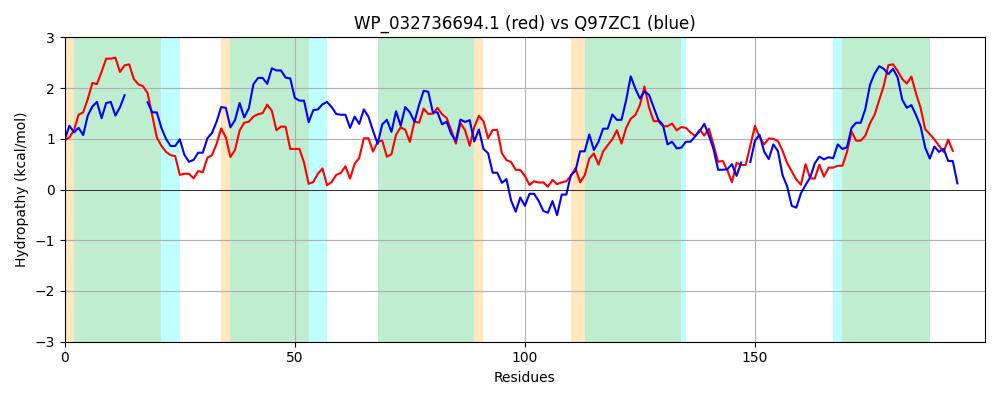 WP_032736694.1 (red) vs Q97ZC1 (blue)
Hydropathy (kcal/mol)
3
2
1
0
−1
−2
−3
0 50 100 150
Residues